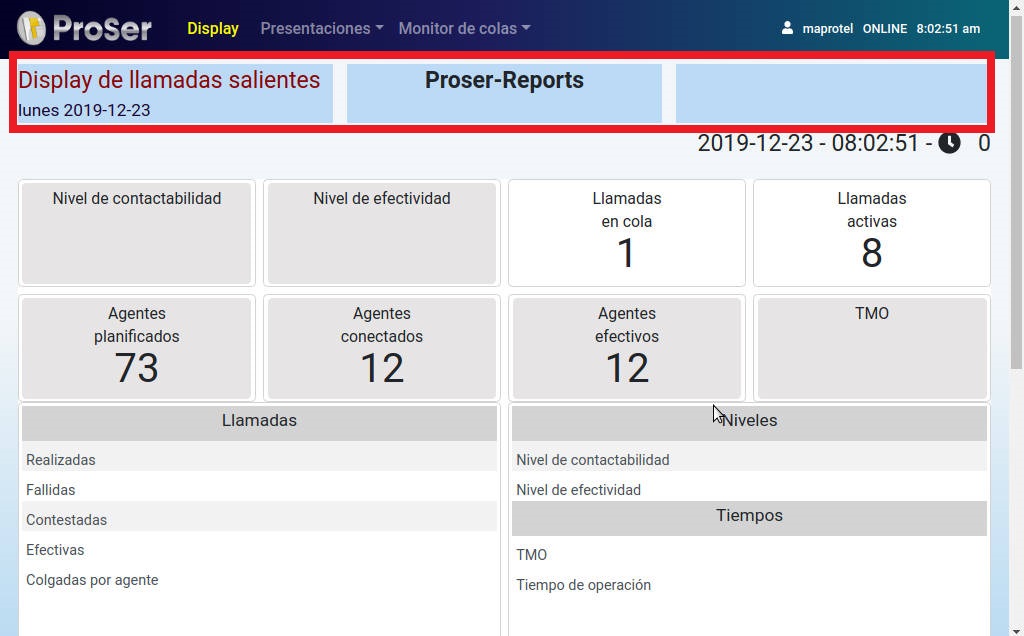 ProSer Display Presentaciones Monitor de colas maprotel ONLINE 8:02:51 am
Display de llamadas salientes
Proser-Reports
lunes 2019-12-23
2019-12-23 - 08:02:51 - 0
Nivel de contactabilidad
Nivel de efectividad
Llamadas
en cola
1
Llamadas
activas
8
Agentes
planificados
73
Agentes
conectados
12
Agentes
efectivos
12
TMO
Llamadas
Realizadas
Fallidas
Contestadas
Efectivas
Colgadas por agente
Niveles
Nivel de contactabilidad
Nivel de efectividad
Tiempos
TMO
Tiempo de operación